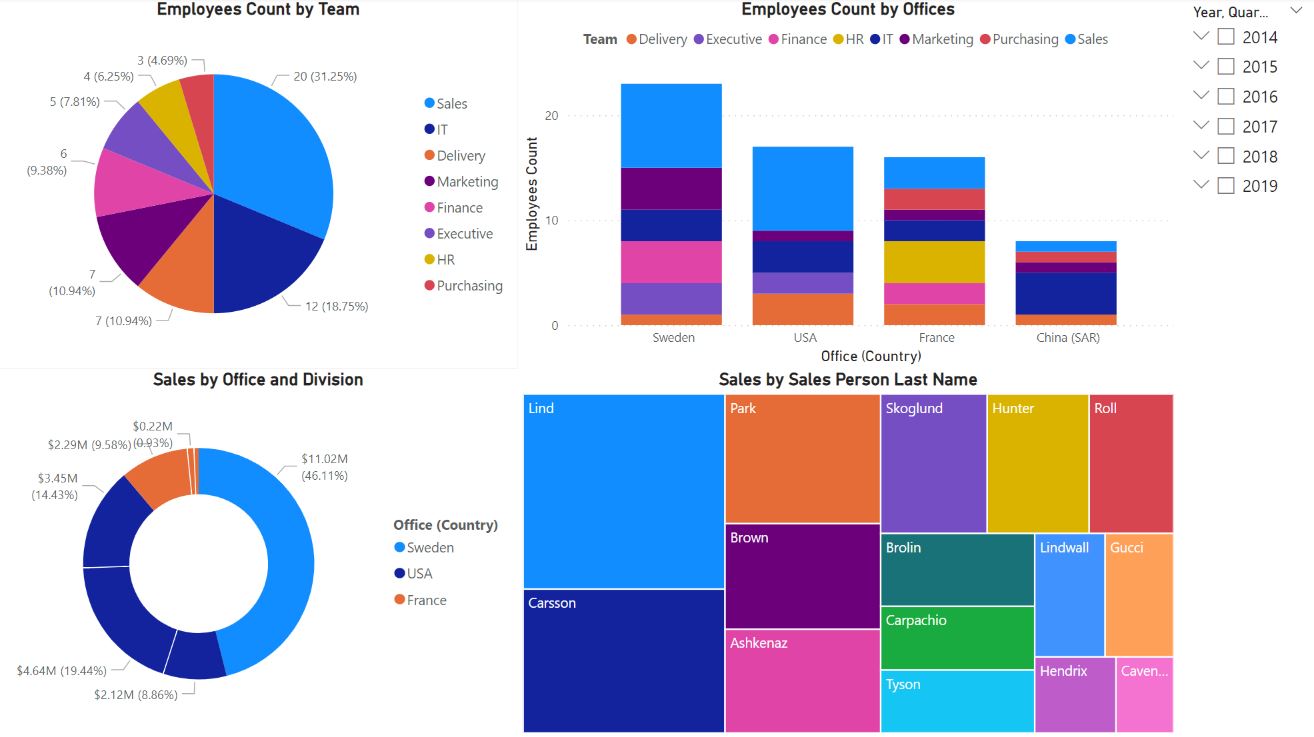 Employees Count by Team
3 (4.69%)
4 (6.25%)
5 (7.81%)
6
(9.38%)
7
(10.94%)
7 (10.94%)
12 (18.75%)
20 (31.25%)
Sales
IT
Delivery
Marketing
Finance
Executive
HR
Purchasing
Employees Count by Offices
Team Delivery Executive Finance HR IT Marketing Purchasing Sales
Employees Count
20
10
0
Sweden USA France China (SAR)
Office (Country)
Year, Quar...
2014
2015
2016
2017
2018
2019
Sales by Office and Division
$0.22M
(0.93%)
$2.29M (9.58%)
$3.45M
(14.43%)
$4.64M (19.44%)
$2.12M (8.86%)
$11.02M
(46.11%)
Office (Country)
Sweden
USA
France
Sales by Sales Person Last Name
Lind
Carsson
Park
Brown
Ashkenaz
Skoglund
Hunter
Roll
Brolin
Carpachio
Tyson
Lindwall
Gucci
Hendrix
Caven...